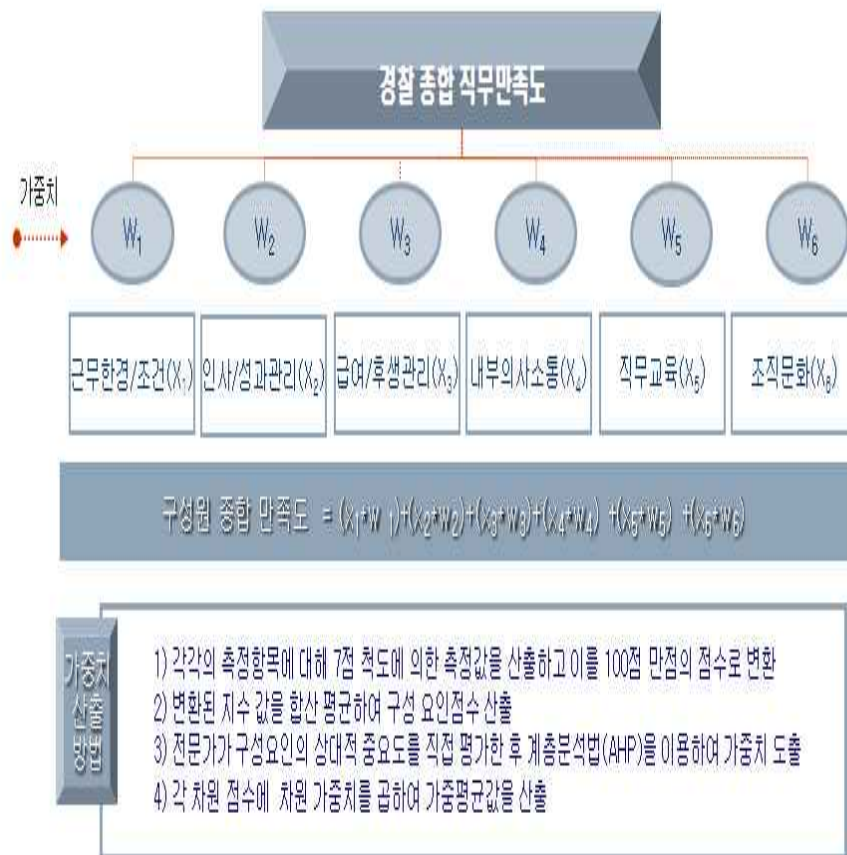 경찰 종합 직무만족도
가중치
W₁ W₂ W₃ W₄ W₅ W₆
근무환경/조건(X₁) 인사/성과관리(X₂) 급여/후생관리(X₃) 내부의사소통(X₄) 직무교육(X₅) 조직문화(X₆)
구성원 종합 만족도 = (x₁*w ₁)+(x₂*w₂)+(x₃*w₃)+(x₄*w₄) +(x₅*w₅) +(x₆*w₆)
가중치
산출
방법
1) 각각의 측정항목에 대해 7점 척도에 의한 측정값을 산출하고 이를 100점 만점의 점수로 변환
2) 변환된 지수 값을 합산 평균하여 구성 요인점수 산출
3) 전문가가 구성요인의 상대적 중요도를 직접 평가한 후 계층분석법(AHP)을 이용하여 가중치 도출
4) 각 차원 점수에 차원 가중치를 곱하여 가중평균값을 산출